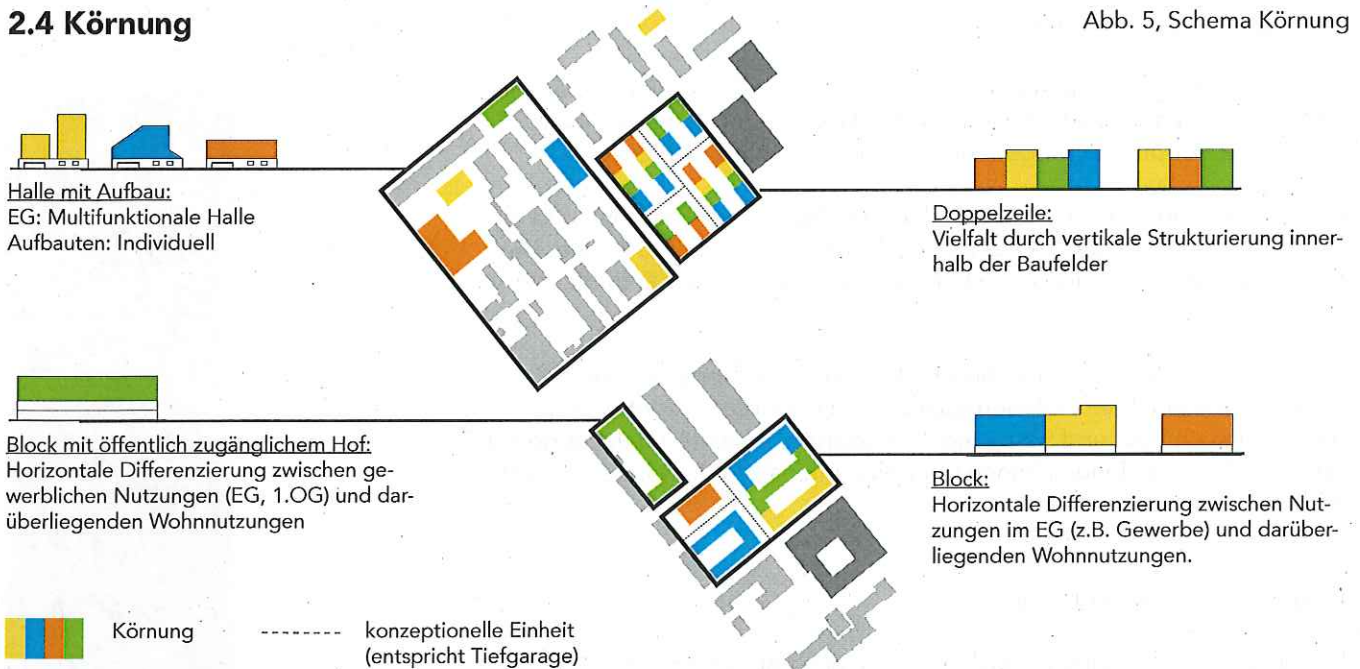 2.4 Körnung
Abb. 5, Schema Körnung
Halle mit Aufbau:
EG: Multifunktionale Halle
Aufbauten: Individuell
Doppelzeile:
Vielfalt durch vertikale Strukturierung inner-
halb der Baufelder
Block mit öffentlich zugänglichem Hof:
Horizontale Differenzierung zwischen ge-
werblichen Nutzungen (EG, 1.OG) und dar-
überliegenden Wohnnutzungen
Block:
Horizontale Differenzierung zwischen Nut-
zungen im EG (z.B. Gewerbe) und darüber-
liegenden Wohnnutzungen.
Körnung
konzeptionelle Einheit
(entspricht Tiefgarage)